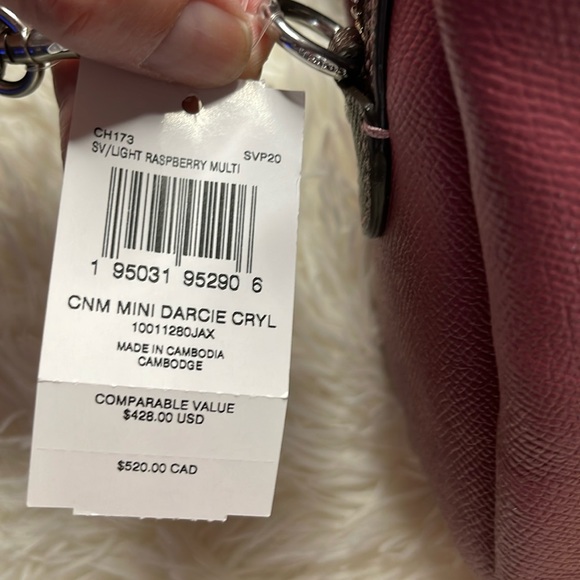 CH173
SVP20
SV/LIGHT RASPBERRY MULTI
1 95031 95290 6
CNM MINI DARCIE CRYL
10011280JAX
MADE IN CAMBODIA
CAMBODGE
COMPARABLE VALUE
$428.00 USD
$520.00 CAD